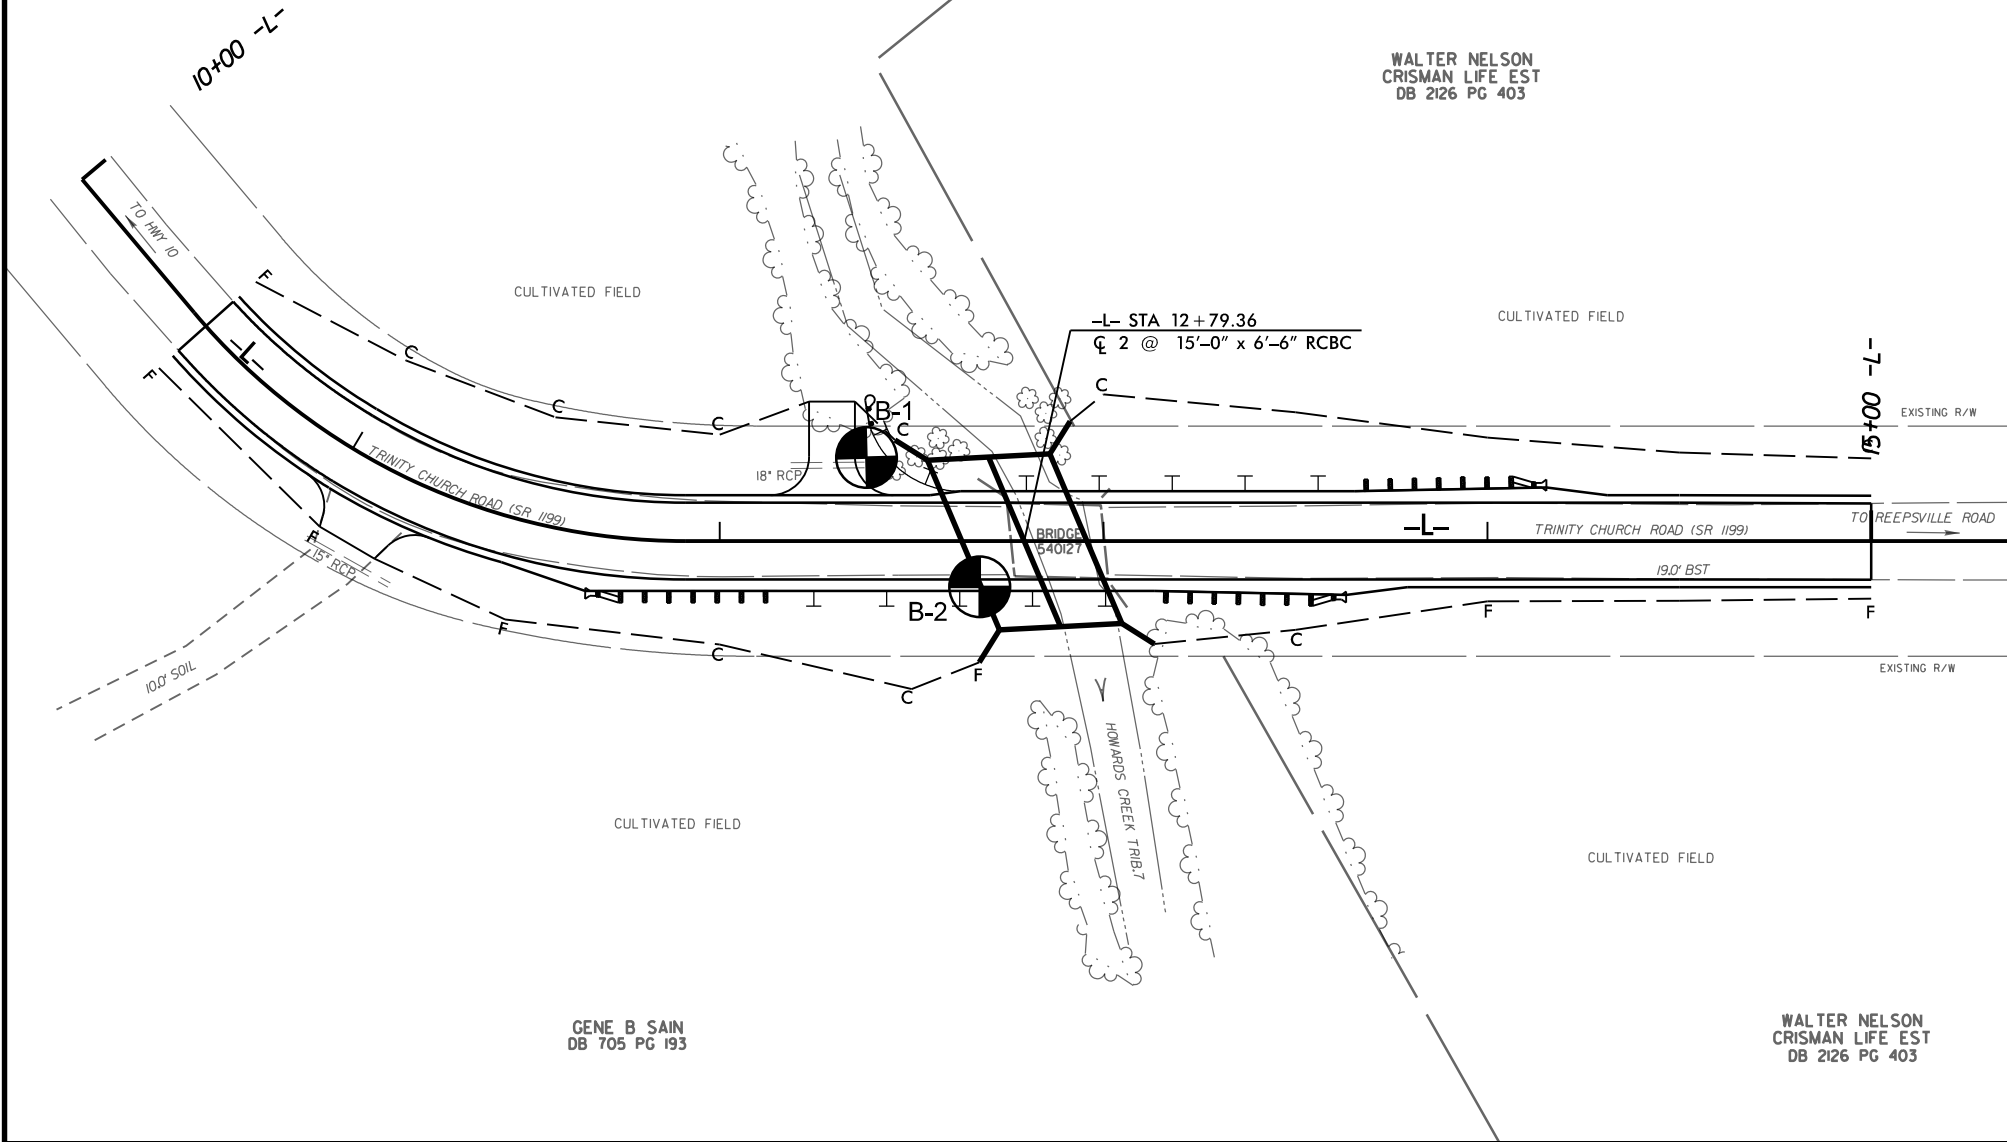 10+00 -L-
WALTER NELSON
CRISMAN LIFE EST
DB 2126 PG 403
TO HWY 10
F
CULTIVATED FIELD
-L- STA 12+79.36
℄ 2 @ 15'-0" x 6'-6" RCBC
CULTIVATED FIELD
15+00 -L-
F
-L-
C
F
C
C
C
B-1
C
EXISTING R/W
TRINITY CHURCH ROAD (SR 1199)
18" RCP
F
BRIDGE
540127
-L-
TRINITY CHURCH ROAD (SR 1199)
TO REEPSVILLE ROAD
F
15" RCP
19.0' BST
B-2
F
C
F
F
C
F
C
EXISTING R/W
10.0' SOIL
HOWARDS CREEK TRIB.7
CULTIVATED FIELD
CULTIVATED FIELD
GENE B SAIN
DB 705 PG 193
WALTER NELSON
CRISMAN LIFE EST
DB 2126 PG 403